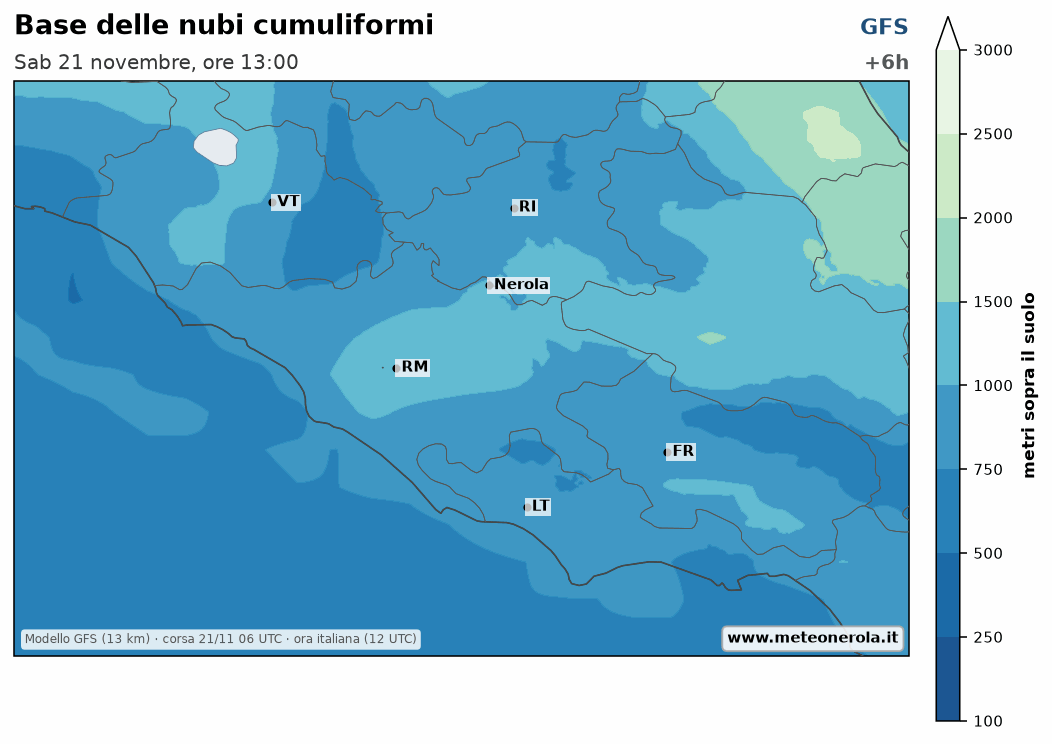 Base delle nubi cumuliformi
GFS
Sab 21 novembre, ore 13:00
+6h
3000
2500
2000
1500
1000
750
500
250
100
metri sopra il suolo
VT
RI
Nerola
RM
FR
LT
Modello GFS (13 km) · corsa 21/11 06 UTC · ora italiana (12 UTC)
www.meteonerola.it